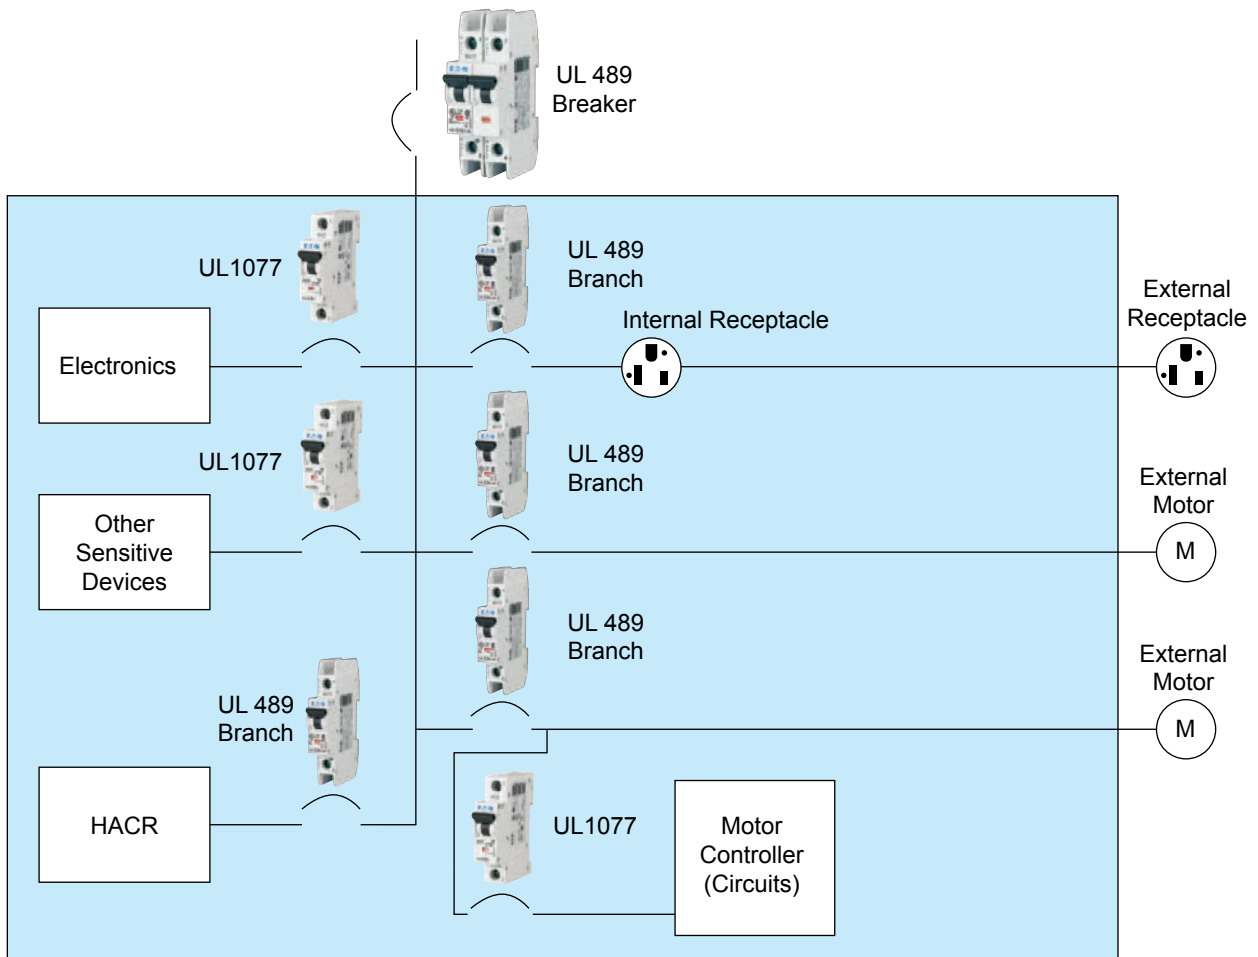 UL 489
Breaker
UL1077
UL 489
Branch
External
Receptacle
Internal Receptacle
Electronics
UL1077
UL 489
Branch
External
Motor
M
Other
Sensitive
Devices
UL 489
Branch
External
Motor
M
UL 489
Branch
HACR
UL1077
Motor
Controller
(Circuits)